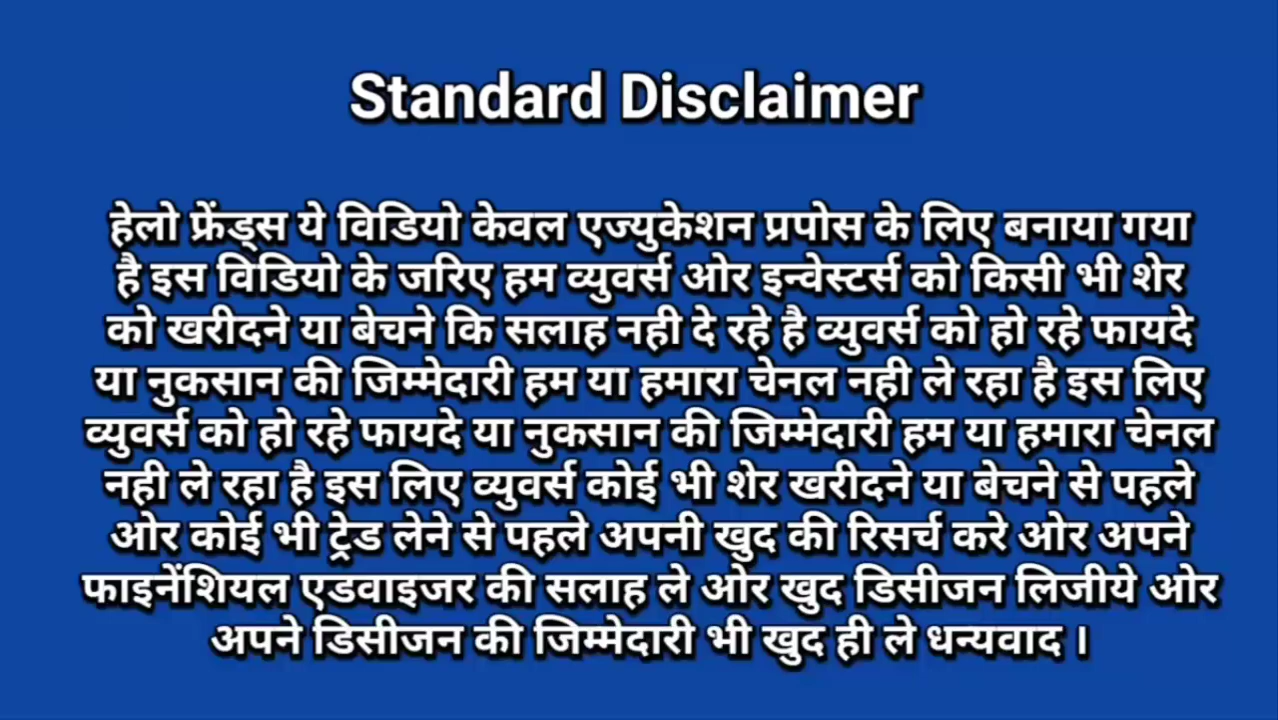 Standard Disclaimer
हेलो फ्रेंड्स ये विडियो केवल एज्युकेशन प्रपोस के लिए बनाया गया
है इस विडियो के जरिए हम व्युवर्स ओर इन्वेस्टर्स को किसी भी शेर
को खरीदने या बेचने कि सलाह नही दे रहे है व्युवर्स को हो रहे फायदे
या नुकसान की जिम्मेदारी हम या हमारा चेनल नही ले रहा है इस लिए
व्युवर्स को हो रहे फायदे या नुकसान की जिम्मेदारी हम या हमारा चेनल
नही ले रहा है इस लिए व्युवर्स कोई भी शेर खरीदने या बेचने से पहले
ओर कोई भी ट्रेड लेने से पहले अपनी खुद की रिसर्च करे ओर अपने
फाइनेंशियल एडवाइजर की सलाह ले ओर खुद डिसीजन लिजीये ओर
अपने डिसीजन की जिम्मेदारी भी खुद ही ले धन्यवाद ।